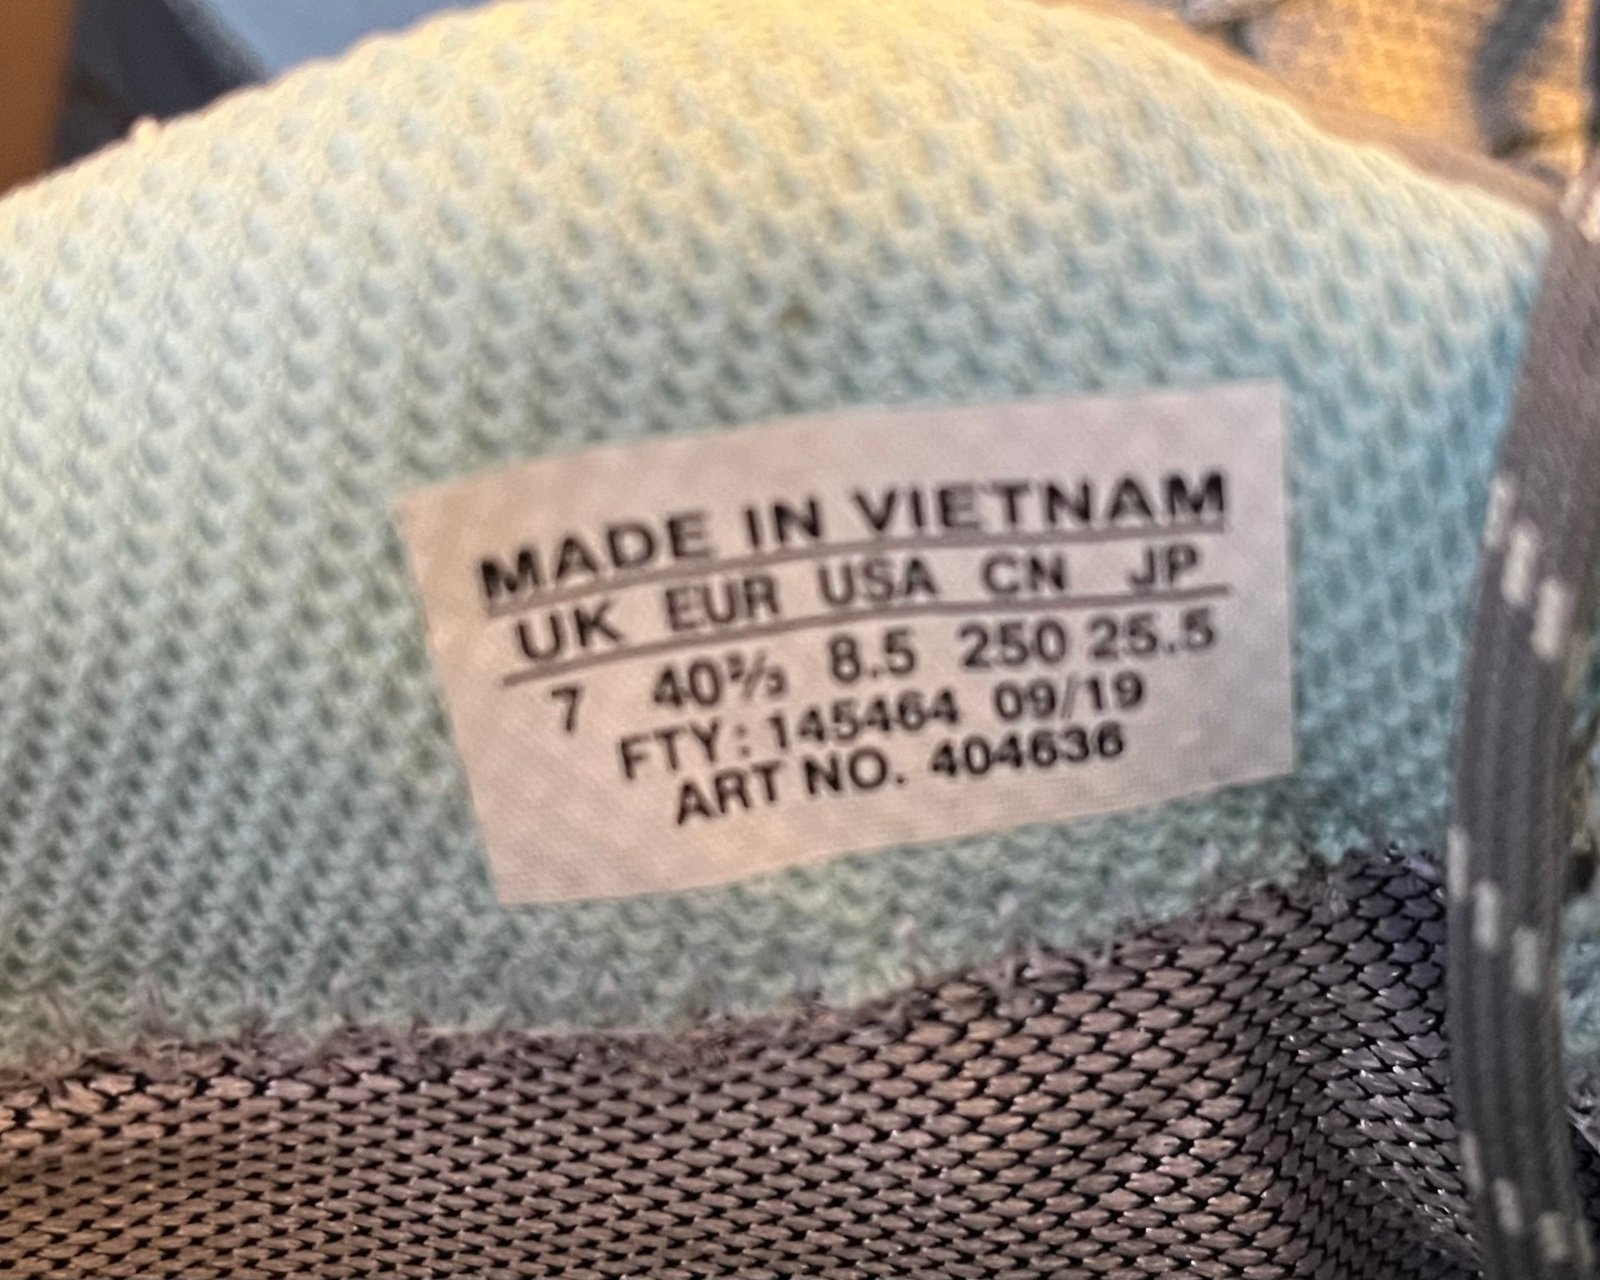 MADE IN VIETNAM
UK EUR USA CN JP
7 40⅔ 8.5 250 25.5
FTY: 145464 09/19
ART NO. 404636